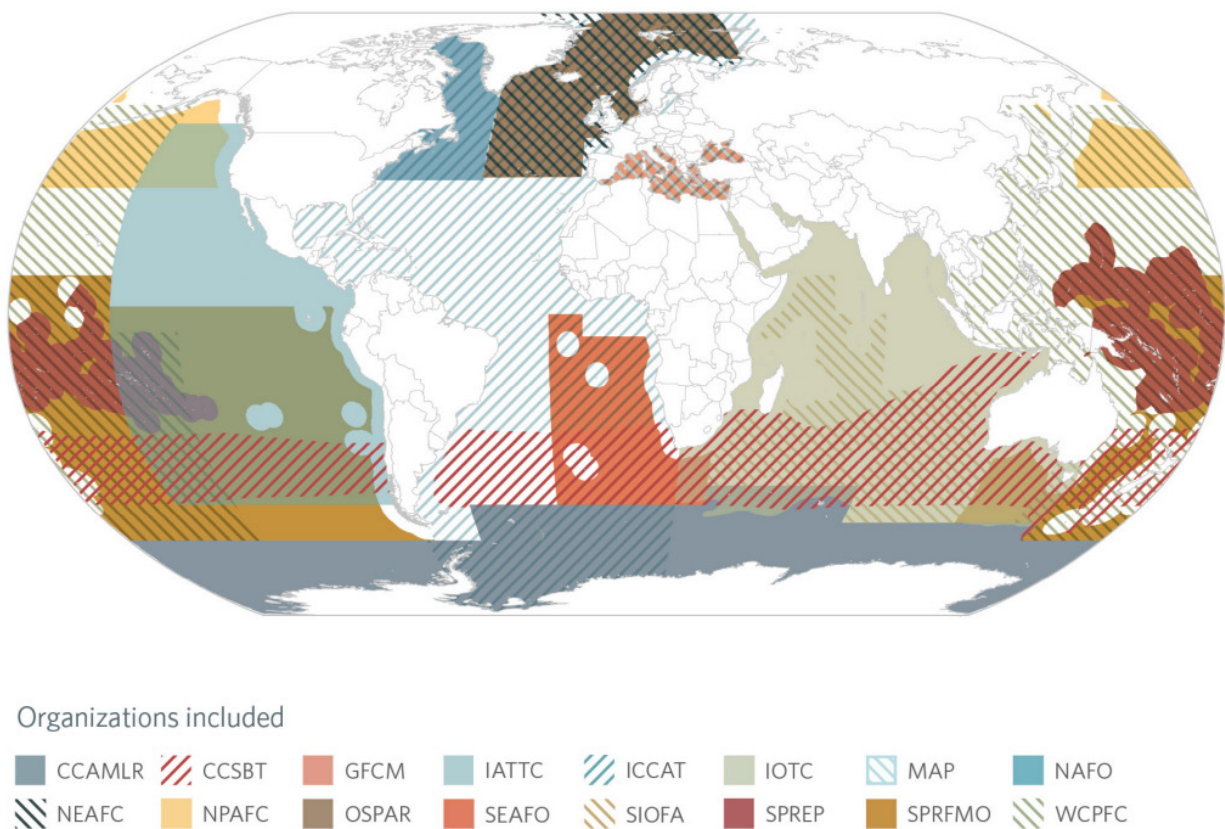 Organizations included
CCAMLR CCSBT GFCM IATTC ICCAT IOTC MAP NAFO
NEAFC NPAFC OSPAR SEAFO SIOFA SPREP SPRFMO WCPFC